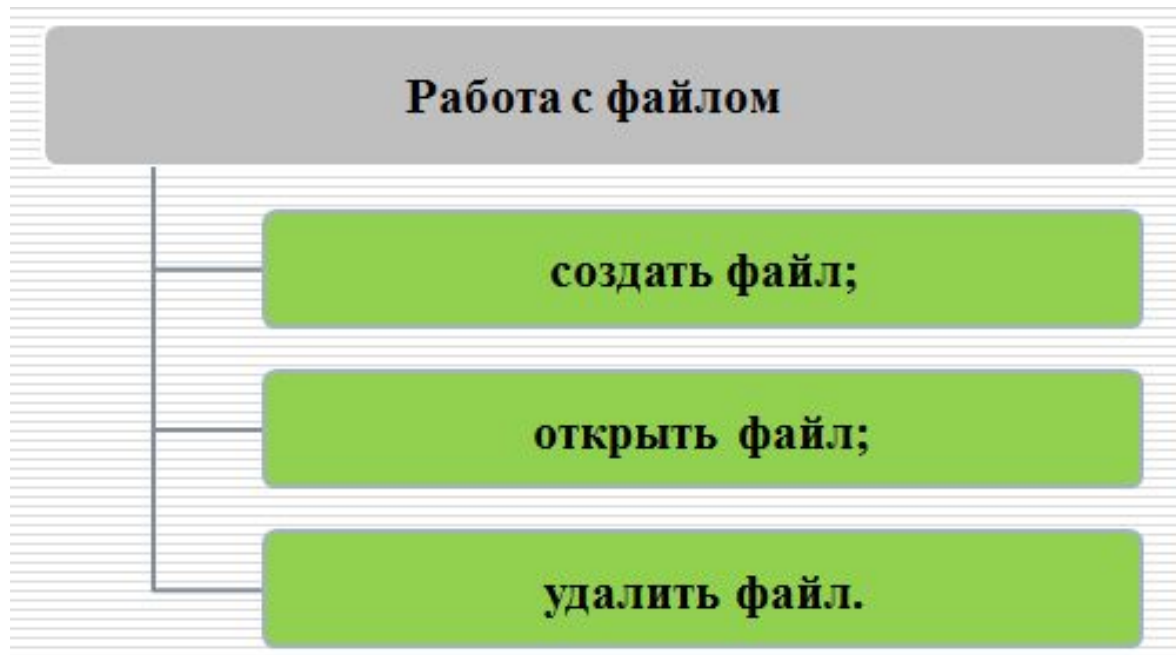 Работа с файлом
создать файл;
открыть файл;
удалить файл.